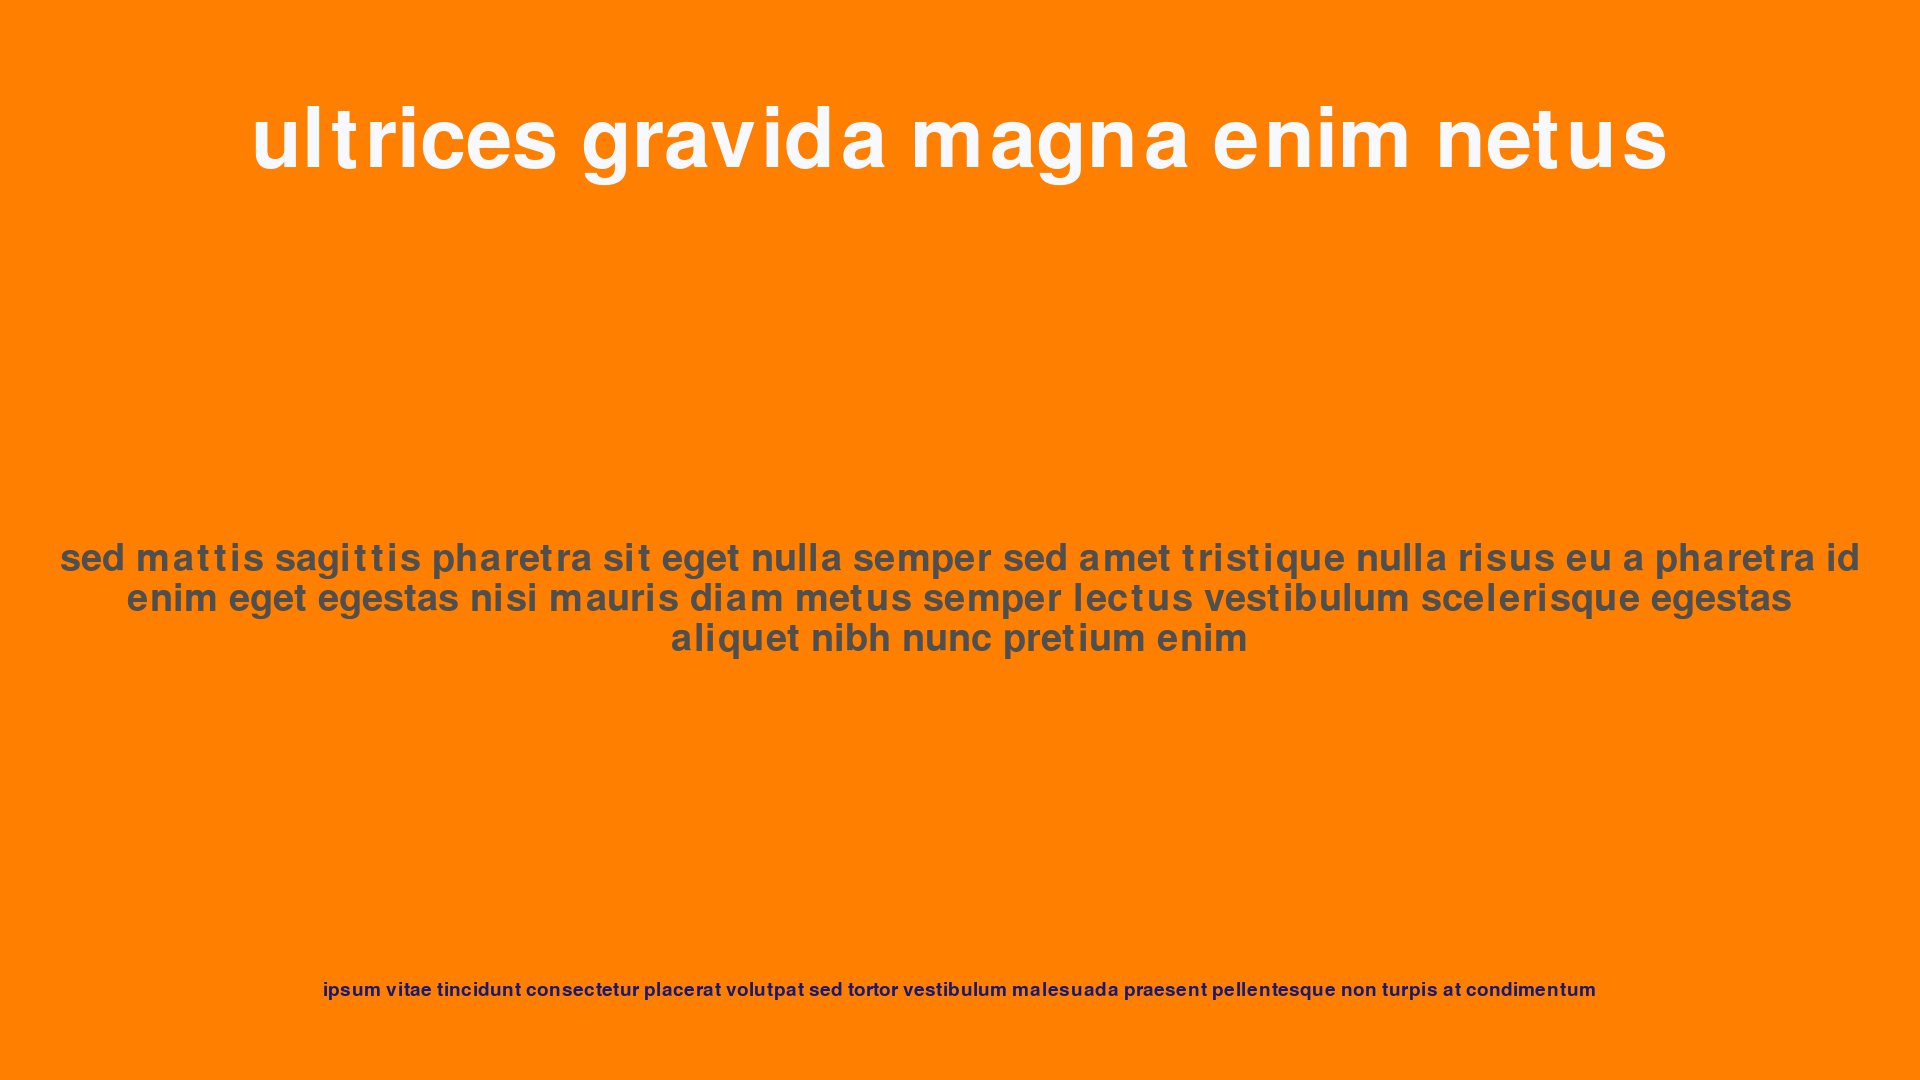 ultrices gravida magna enim netus
sed mattis sagittis pharetra sit eget nulla semper sed amet tristique nulla risus eu a pharetra id
enim eget egestas nisi mauris diam metus semper lectus vestibulum scelerisque egestas
aliquet nibh nunc pretium enim
ipsum vitae tincidunt consectetur placerat volutpat sed tortor vestibulum malesuada praesent pellentesque non turpis at condimentum